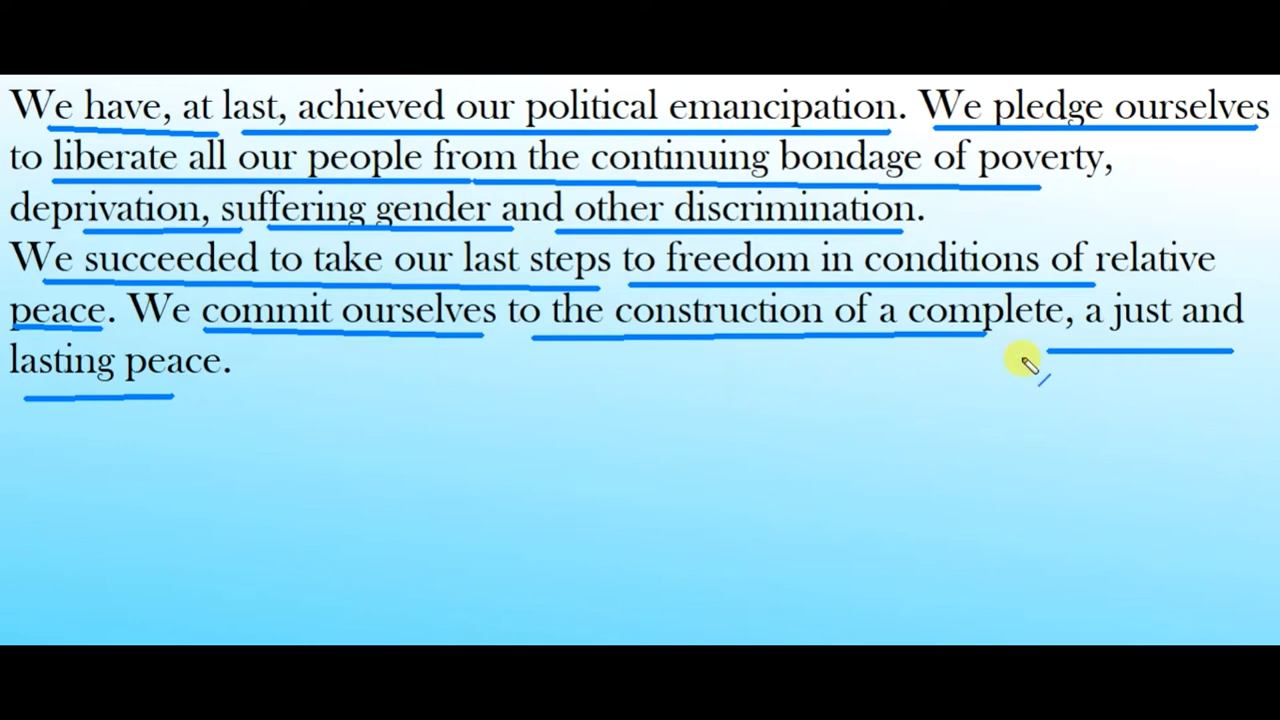 We have, at last, achieved our political emancipation. We pledge ourselves
to liberate all our people from the continuing bondage of poverty,
deprivation, suffering gender and other discrimination.
We succeeded to take our last steps to freedom in conditions of relative
peace. We commit ourselves to the construction of a complete, a just and
lasting peace.